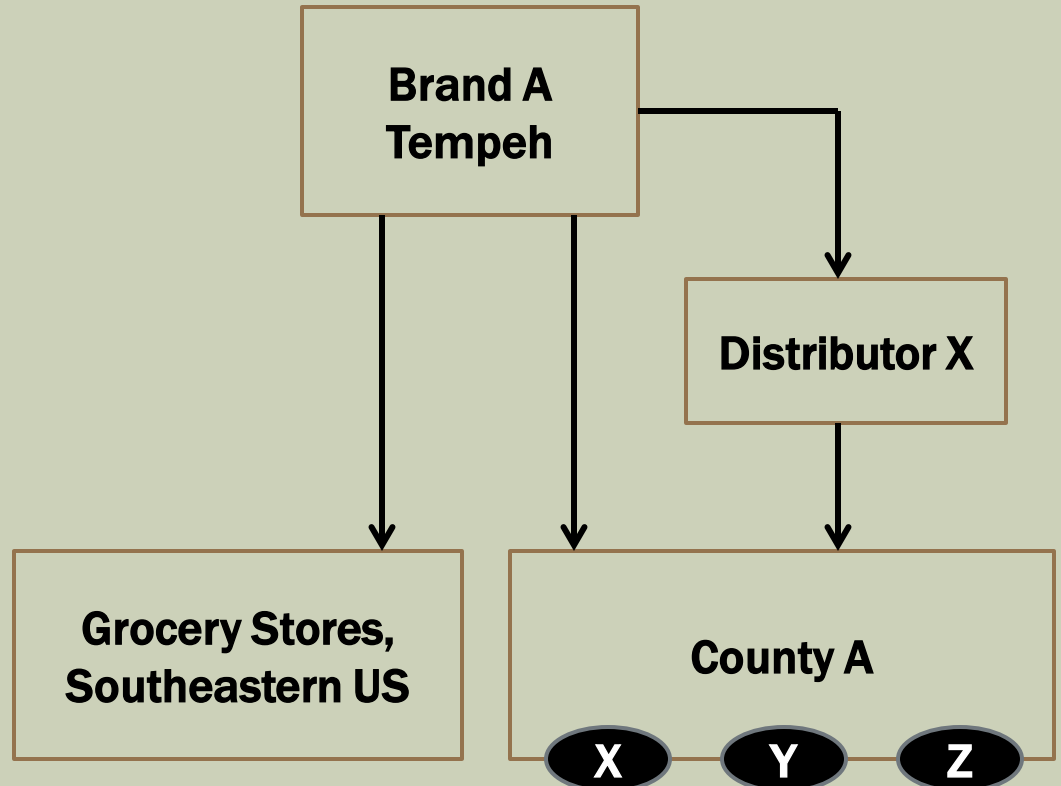 Brand A
Tempeh
Distributor X
Grocery Stores,
Southeastern US
County A
X
Y
Z